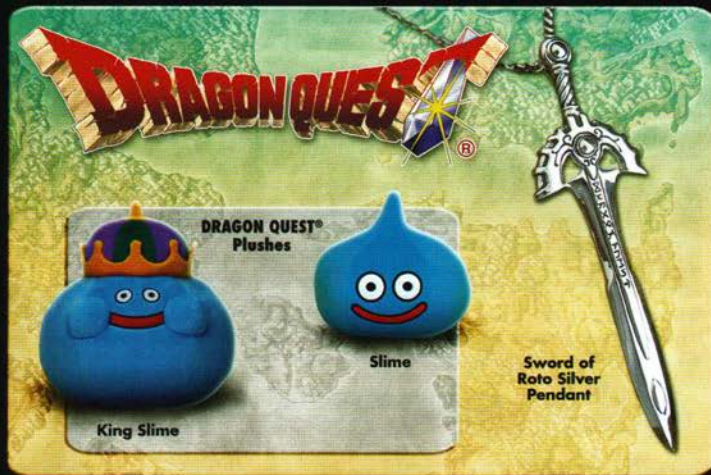 DRAGON QUEST®
DRAGON QUEST®
Plushes
Slime
King Slime
Sword of
Roto Silver
Pendant